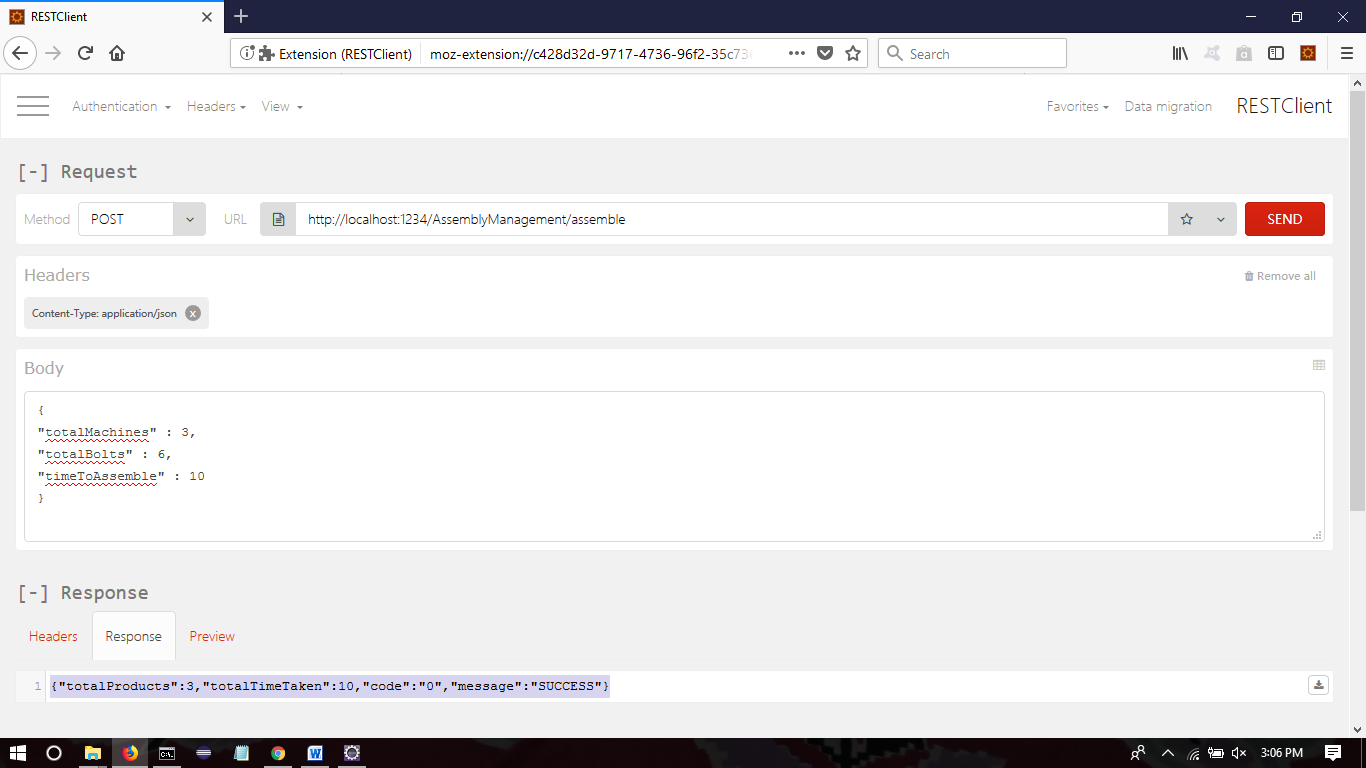 RESTClient
Extension (RESTClient) moz-extension://c428d32d-9717-4736-96f2-35c73 Search
Authentication Headers View Favorites Data migration RESTClient
[-] Request
Method POST URL http://localhost:1234/AssemblyManagement/assemble SEND
Headers Remove all
Content-Type: application/json x
Body
{
"totalMachines" : 3,
"totalBolts" : 6,
"timeToAssemble" : 10
}
[-] Response
Headers Response Preview
1 {"totalProducts":3,"totalTimeTaken":10,"code":"0","message":"SUCCESS"}
3:06 PM